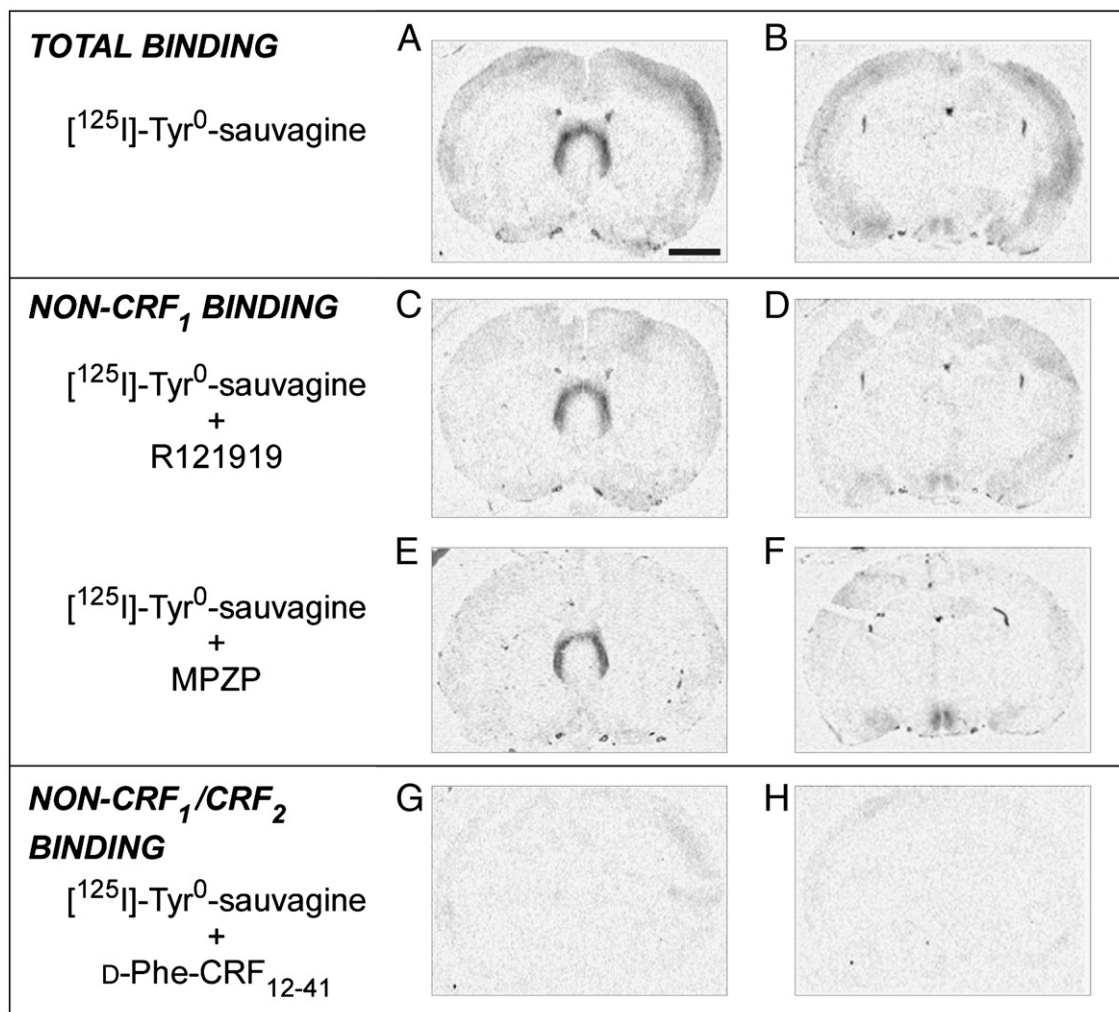 TOTAL BINDING
[¹²⁵I]-Tyr⁰-sauvagine
A
B
NON-CRF₁ BINDING
[¹²⁵I]-Tyr⁰-sauvagine
+
R121919
C
D
[¹²⁵I]-Tyr⁰-sauvagine
+
MPZP
E
F
NON-CRF₁/CRF₂
BINDING
[¹²⁵I]-Tyr⁰-sauvagine
+
D-Phe-CRF₁₂₋₄₁
G
H